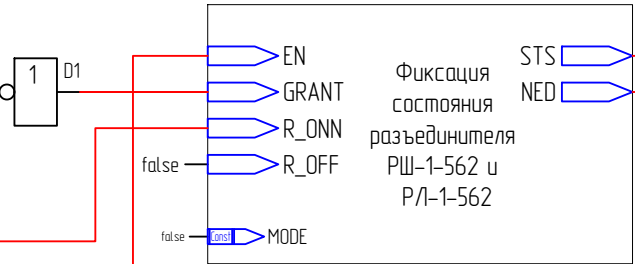 1
D1
EN
GRANT
R_ONN
false
R_OFF
false
Const
MODE
Фиксация
состояния
разъединителя
РШ-1-562 и
РЛ-1-562
STS
NED